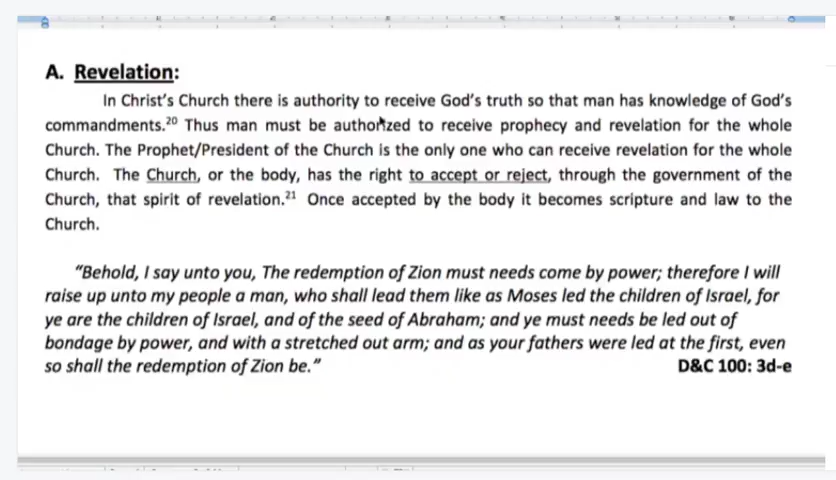 A. Revelation:
In Christ's Church there is authority to receive God's truth so that man has knowledge of God's
commandments.²⁰ Thus man must be authorized to receive prophecy and revelation for the whole
Church. The Prophet/President of the Church is the only one who can receive revelation for the whole
Church. The Church, or the body, has the right to accept or reject, through the government of the
Church, that spirit of revelation.²¹ Once accepted by the body it becomes scripture and law to the
Church.
"Behold, I say unto you, The redemption of Zion must needs come by power; therefore I will
raise up unto my people a man, who shall lead them like as Moses led the children of Israel, for
ye are the children of Israel, and of the seed of Abraham; and ye must needs be led out of
bondage by power, and with a stretched out arm; and as your fathers were led at the first, even
so shall the redemption of Zion be." D&C 100: 3d-e